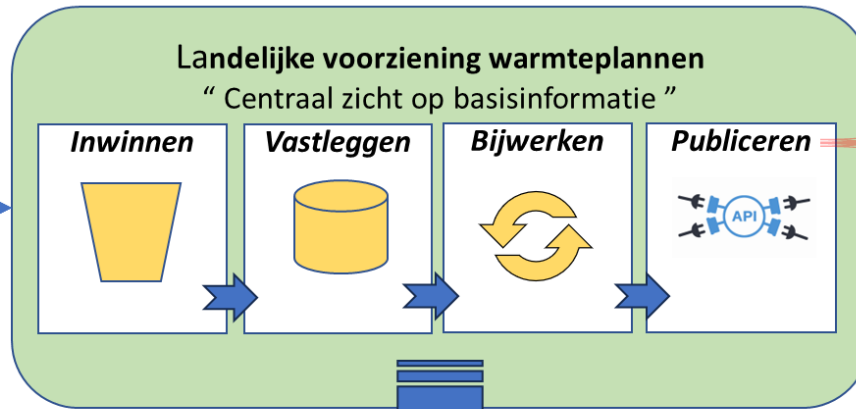 Landelijke voorziening warmteplannen
“ Centraal zicht op basisinformatie ”
Inwinnen
Vastleggen
Bijwerken
Publiceren
API